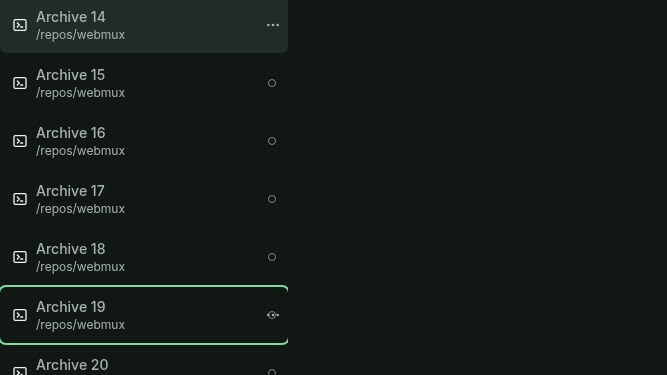 Archive 14
/repos/webmux
Archive 15
/repos/webmux
Archive 16
/repos/webmux
Archive 17
/repos/webmux
Archive 18
/repos/webmux
Archive 19
/repos/webmux
Archive 20